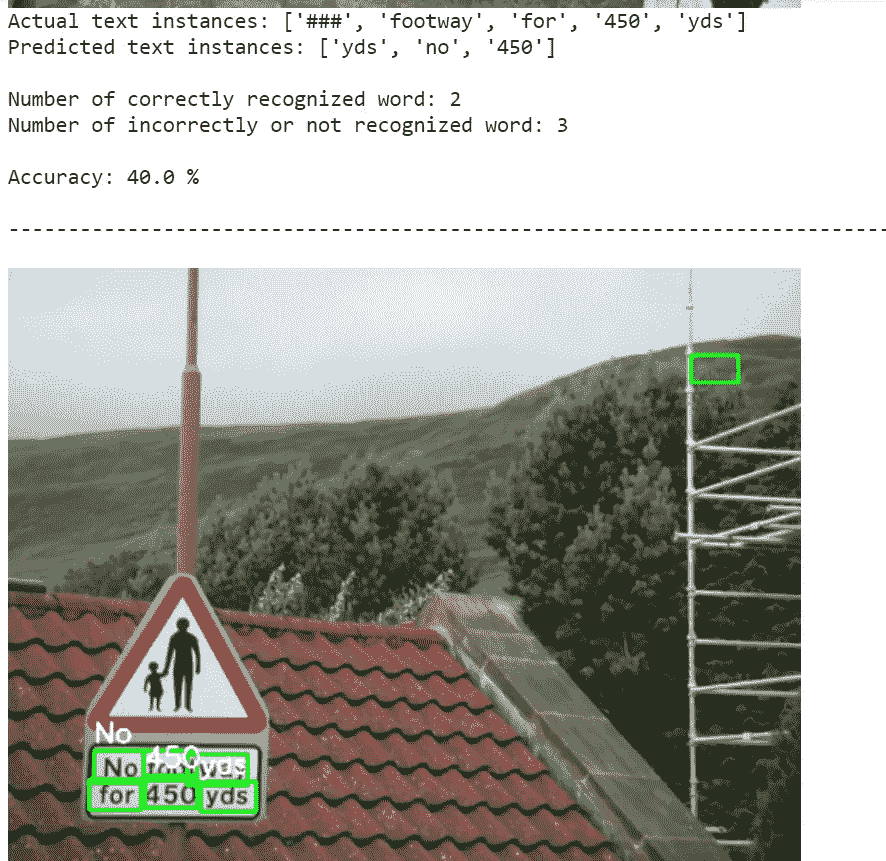 Actual text instances: ['###', 'footway', 'for', '450', 'yds']
Predicted text instances: ['yds', 'no', '450']
Number of correctly recognized word: 2
Number of incorrectly or not recognized word: 3
Accuracy: 40.0 %
--------------------------------------------------------------------------
No
450 yds
No footway
for 450 yds